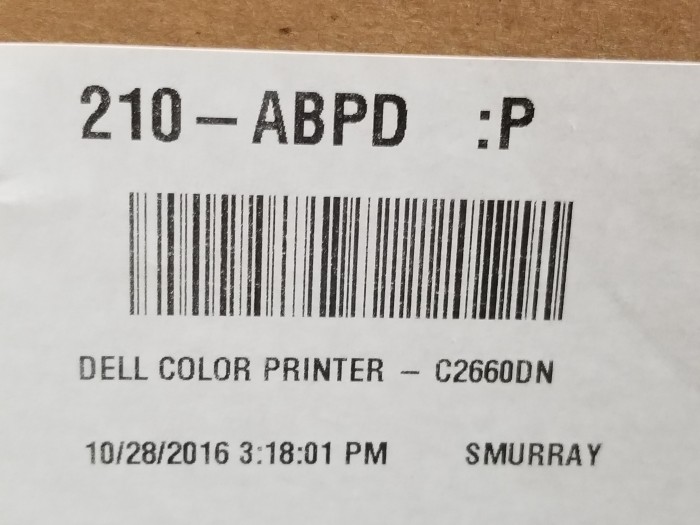 210-ABPD :P
DELL COLOR PRINTER - C2660DN
10/28/2016 3:18:01 PM SMURRAY